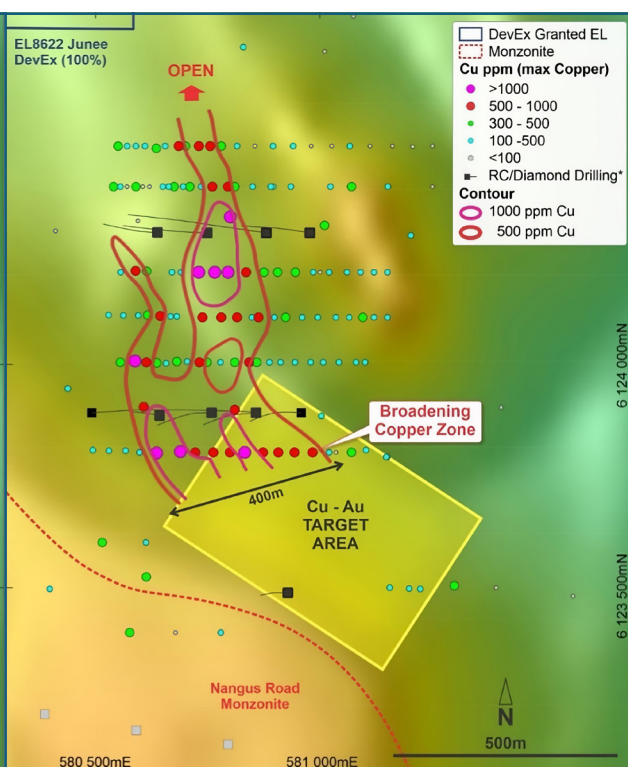 EL8622 Junee
DevEx (100%)
OPEN
DevEx Granted EL
Monzonite
Cu ppm (max Copper)
>1000
500 - 1000
300 - 500
100 -500
<100
RC/Diamond Drilling*
Contour
1000 ppm Cu
500 ppm Cu
6 124 000mN
Broadening
Copper Zone
400m
Cu - Au
TARGET
AREA
6 123 500mN
Nangus Road
Monzonite
N
500m
580 500mE
581 000mE